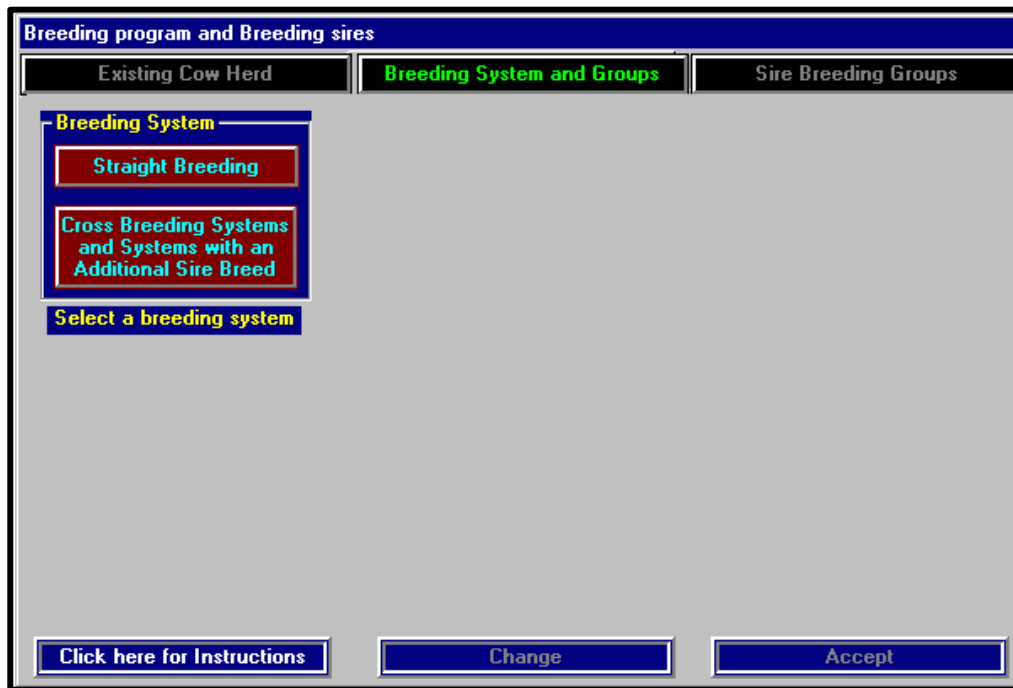 Breeding program and Breeding sires
Existing Cow Herd
Breeding System and Groups
Sire Breeding Groups
Breeding System
Straight Breeding
Cross Breeding Systems
and Systems with an
Additional Sire Breed
Select a breeding system
Click here for Instructions
Change
Accept